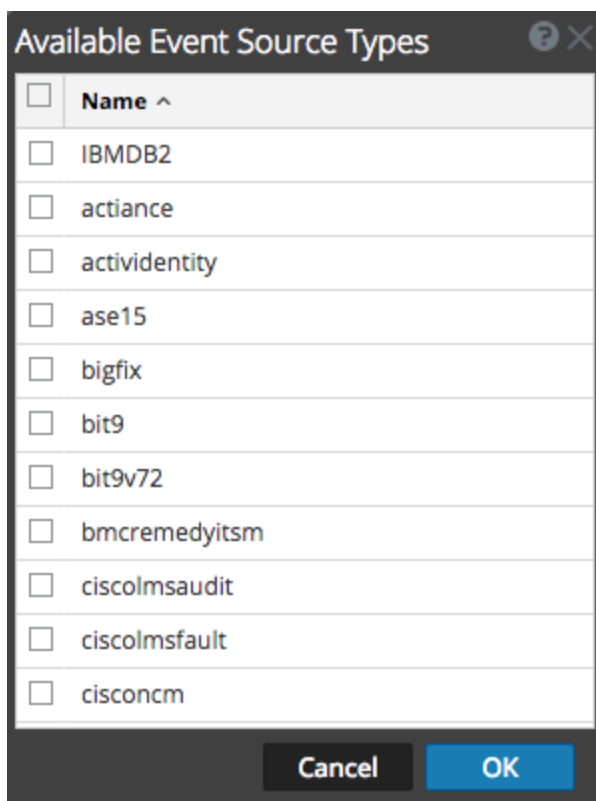 Available Event Source Types
Name
IBMDB2
actiance
actividentity
ase15
bigfix
bit9
bit9v72
bmcremedyitsm
ciscolmsaudit
ciscolmsfault
cisconcm
Cancel OK